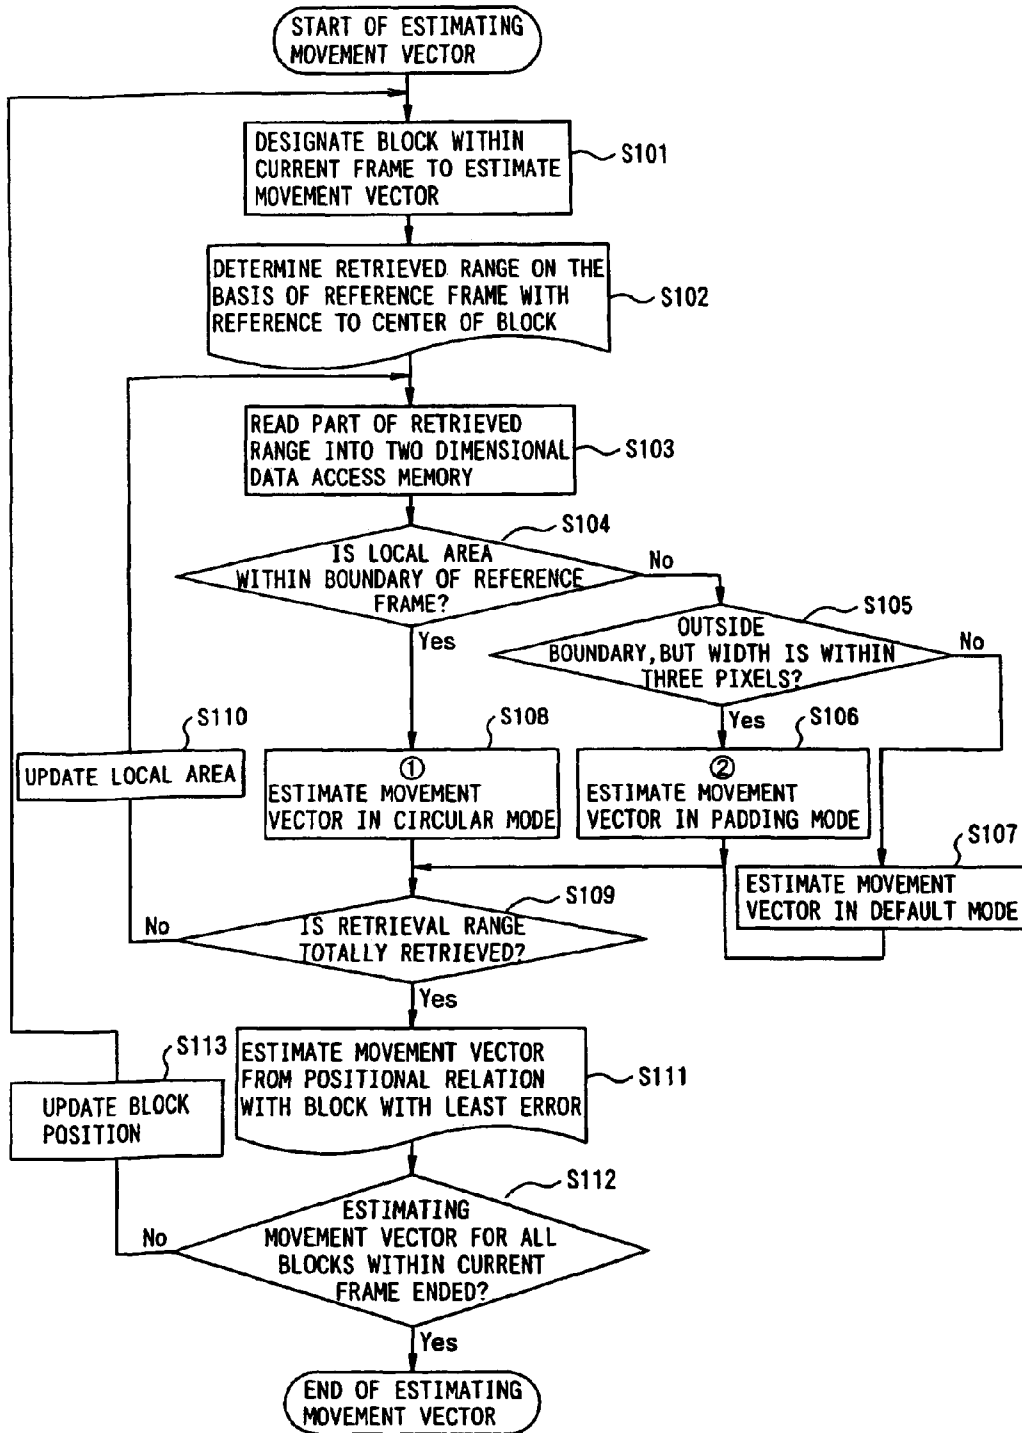 START OF ESTIMATING
MOVEMENT VECTOR
DESIGNATE BLOCK WITHIN
CURRENT FRAME TO ESTIMATE
MOVEMENT VECTOR
S101
DETERMINE RETRIEVED RANGE ON THE
BASIS OF REFERENCE FRAME WITH
REFERENCE TO CENTER OF BLOCK
S102
READ PART OF RETRIEVED
RANGE INTO TWO DIMENSIONAL
DATA ACCESS MEMORY
S103
S104
IS LOCAL AREA
WITHIN BOUNDARY OF REFERENCE
FRAME?
No
Yes
S105
OUTSIDE
BOUNDARY, BUT WIDTH IS WITHIN
THREE PIXELS?
No
Yes
S110
UPDATE LOCAL AREA
S108
①
ESTIMATE MOVEMENT
VECTOR IN CIRCULAR MODE
S106
②
ESTIMATE MOVEMENT
VECTOR IN PADDING MODE
S107
ESTIMATE MOVEMENT
VECTOR IN DEFAULT MODE
S109
IS RETRIEVAL RANGE
TOTALLY RETRIEVED?
No
Yes
S113
UPDATE BLOCK
POSITION
ESTIMATE MOVEMENT VECTOR
FROM POSITIONAL RELATION
WITH BLOCK WITH LEAST ERROR
S111
S112
ESTIMATING
MOVEMENT VECTOR FOR ALL
BLOCKS WITHIN CURRENT
FRAME ENDED?
No
Yes
END OF ESTIMATING
MOVEMENT VECTOR